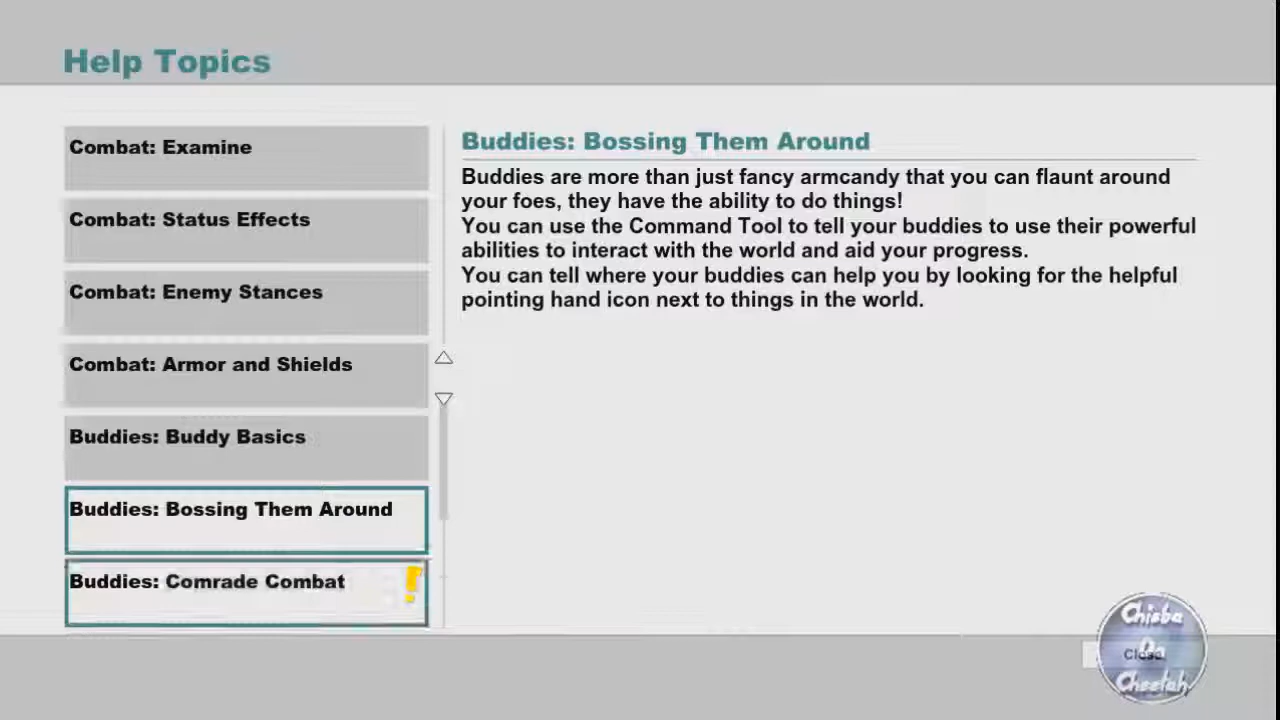 Help Topics
Combat: Examine
Combat: Status Effects
Combat: Enemy Stances
Combat: Armor and Shields
Buddies: Buddy Basics
Buddies: Bossing Them Around
Buddies: Comrade Combat
!
Buddies: Bossing Them Around
Buddies are more than just fancy armcandy that you can flaunt around
your foes, they have the ability to do things!
You can use the Command Tool to tell your buddies to use their powerful
abilities to interact with the world and aid your progress.
You can tell where your buddies can help you by looking for the helpful
pointing hand icon next to things in the world.
Chisba
Da
Cheetah
Close